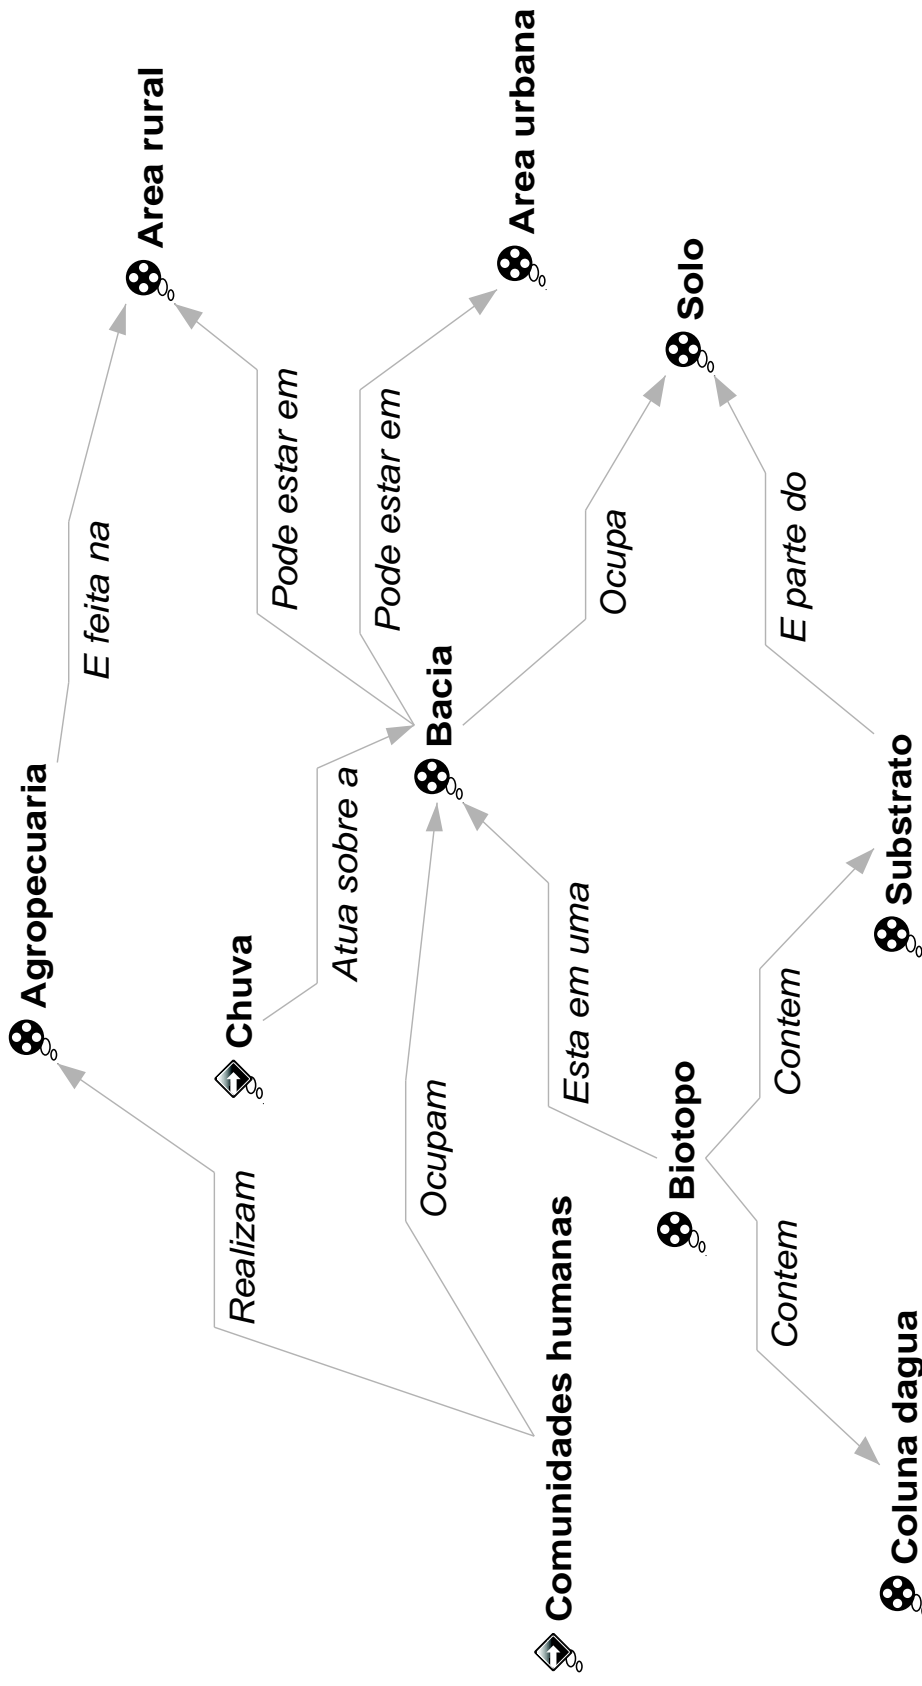 Agropecuaria
E feita na
Area rural
Realizam
Chuva
Pode estar em
Atua sobre a
Pode estar em
Ocupam
Bacia
Area urbana
Comunidades humanas
Esta em uma
Ocupa
Biotopo
Solo
Contem
Contem
E parte do
Coluna dagua
Substrato